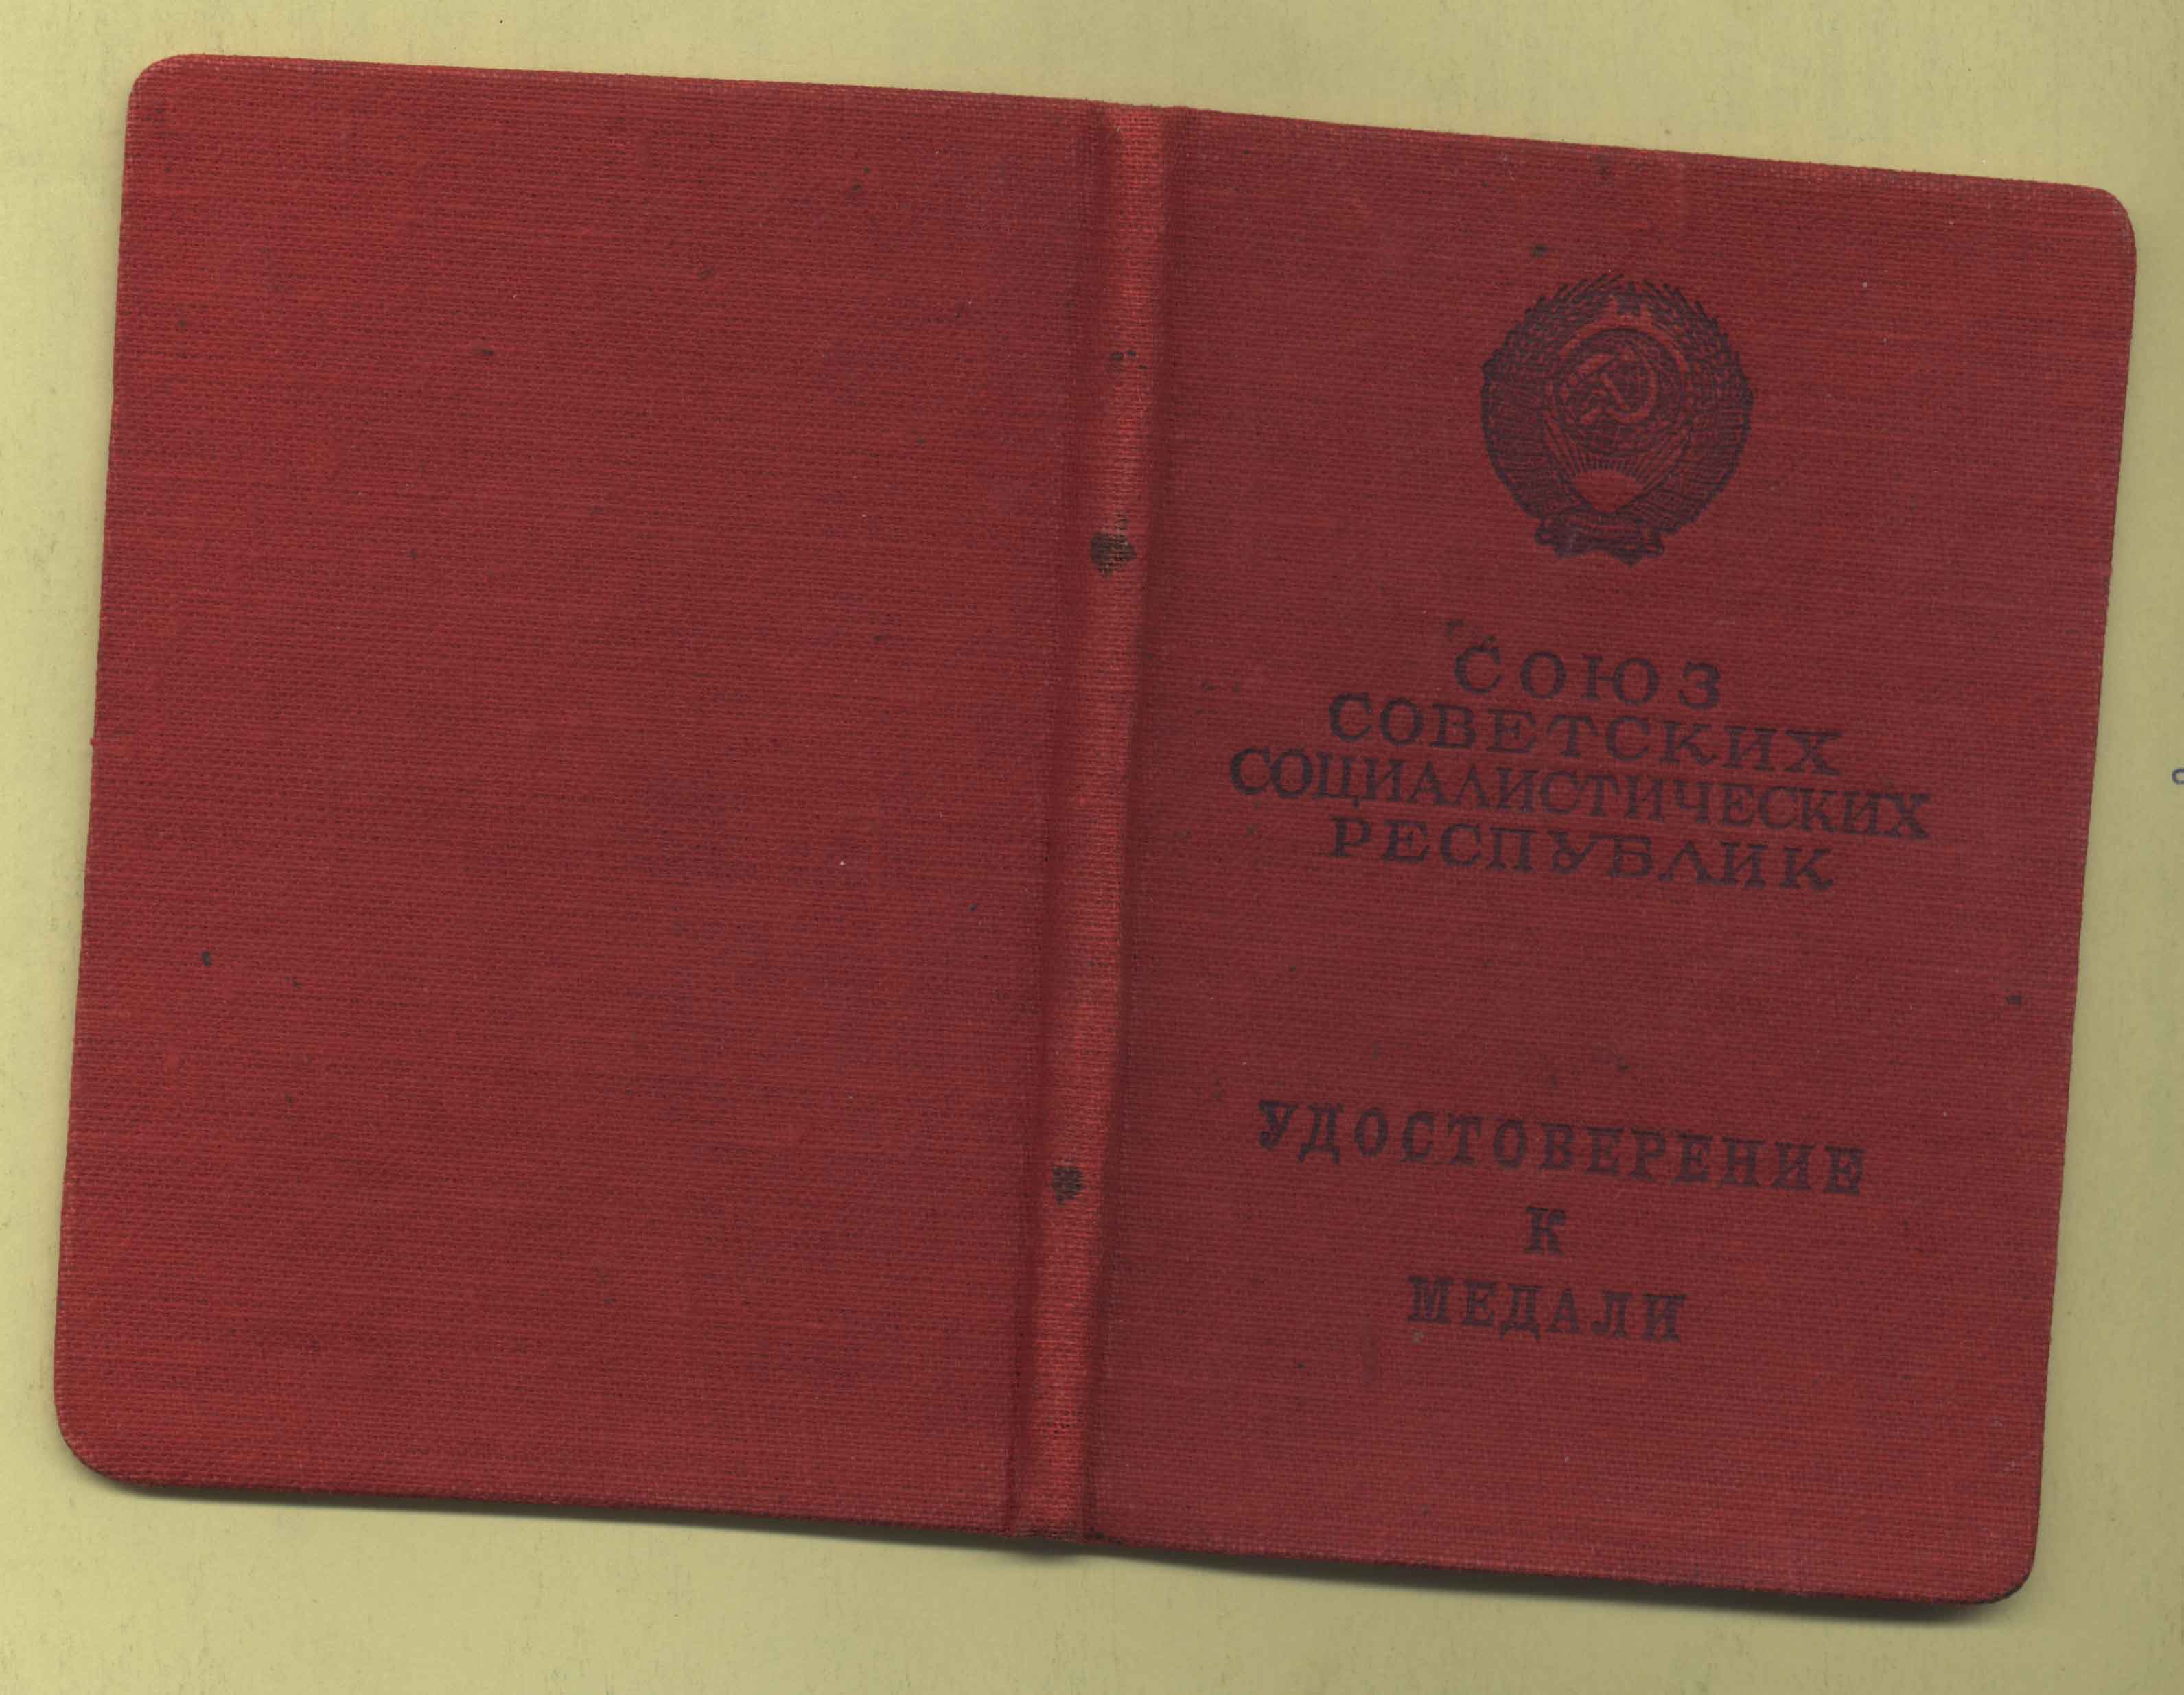 СОЮЗ
СОВЕТСКИХ
СОЦИАЛИСТИЧЕСКИХ
РЕСПУБЛИК
УДОСТОВЕРЕНИЕ
К
МЕДАЛИ